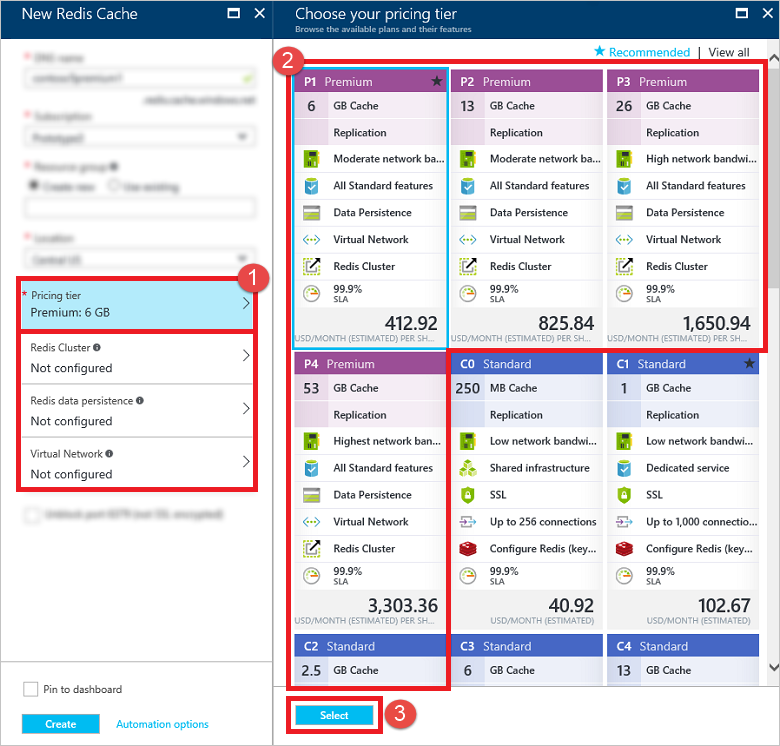 New Redis Cache
* Pricing tier
Premium: 6 GB
1
Redis Cluster
Not configured
Redis data persistence
Not configured
Virtual Network
Not configured
Pin to dashboard
Create
Automation options
Choose your pricing tier
Browse the available plans and their features
★ Recommended | View all
2
P1 Premium ★
6 GB Cache
Replication
Moderate network ba...
All Standard features
Data Persistence
Virtual Network
Redis Cluster
99.9%
SLA
412.92
USD/MONTH (ESTIMATED) PER SH...
P2 Premium
13 GB Cache
Replication
Moderate network ba...
All Standard features
Data Persistence
Virtual Network
Redis Cluster
99.9%
SLA
825.84
USD/MONTH (ESTIMATED) PER SH...
P3 Premium
26 GB Cache
Replication
High network bandwi...
All Standard features
Data Persistence
Virtual Network
Redis Cluster
99.9%
SLA
1,650.94
USD/MONTH (ESTIMATED) PER SH...
P4 Premium
53 GB Cache
Replication
Highest network ban...
All Standard features
Data Persistence
Virtual Network
Redis Cluster
99.9%
SLA
3,303.36
USD/MONTH (ESTIMATED) PER SH...
C0 Standard
250 MB Cache
Replication
Low network bandwi...
Shared infrastructure
SSL
Up to 256 connections
Configure Redis (key...
99.9%
SLA
40.92
USD/MONTH (ESTIMATED)
C1 Standard ★
1 GB Cache
Replication
Low network bandwi...
Dedicated service
SSL
Up to 1,000 connectio...
Configure Redis (key...
99.9%
SLA
102.67
USD/MONTH (ESTIMATED)
C2 Standard
2.5 GB Cache
C3 Standard
6 GB Cache
C4 Standard
13 GB Cache
Select
3